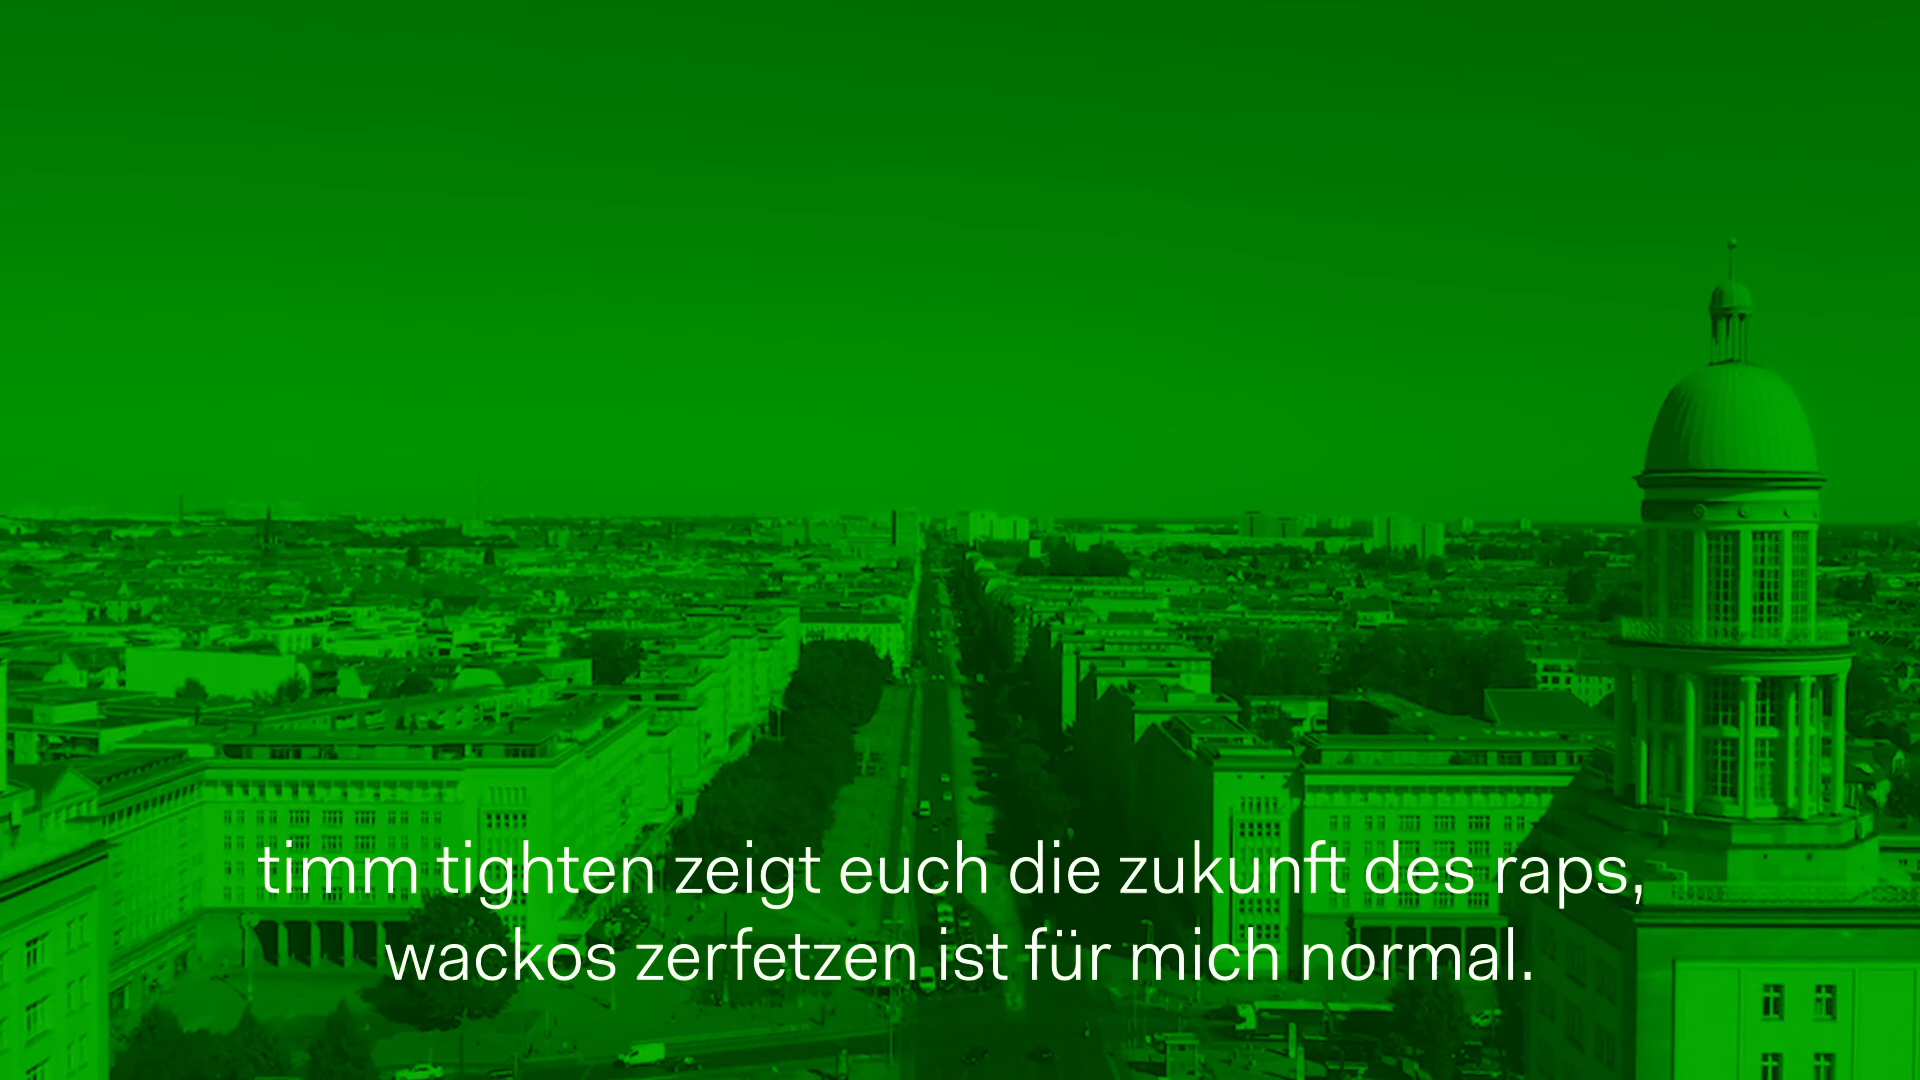 timm tighten zeigt euch die zukunft des raps,
wackos zerfetzen ist für mich normal.